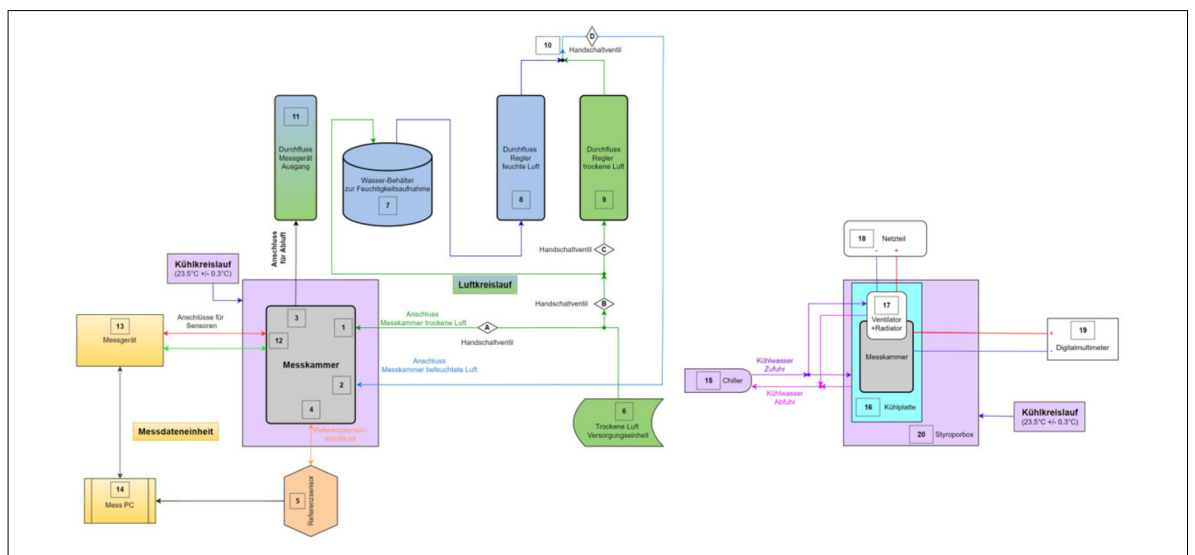 10
D
Handschaltventil
11
Durchfluss
Messgerät
Ausgang
Wasser-Behälter
zur Feuchtigkeitsaufnahme
7
Durchfluss
Regler
feuchte Luft
8
Durchfluss
Regler
trockene Luft
9
Handschaltventil
C
Anschluss
für Abluft
Kühlkreislauf
(23.5°C +/- 0.3°C)
Luftkreislauf
Handschaltventil
B
13
Messgerät
Anschlüsse für
Sensoren
3
12
1
Messkammer
2
4
Anschluss
Messkammer trockene Luft
A
Handschaltventil
Anschluss
Messkammer befeuchtete Luft
6
Trockene Luft
Versorgungseinheit
Messdateneinheit
Referenzsensor-
anschluss
14
Mess PC
5
Referenzsensor
18
Netzteil
-
+
17
Ventilator
+Radiator
Messkammer
+
-
19
Digitalmultimeter
Kühlwasser
Zufuhr
15
Chiller
Kühlwasser
Abfuhr
16
Kühlplatte
20
Styroporbox
Kühlkreislauf
(23.5°C +/- 0.3°C)